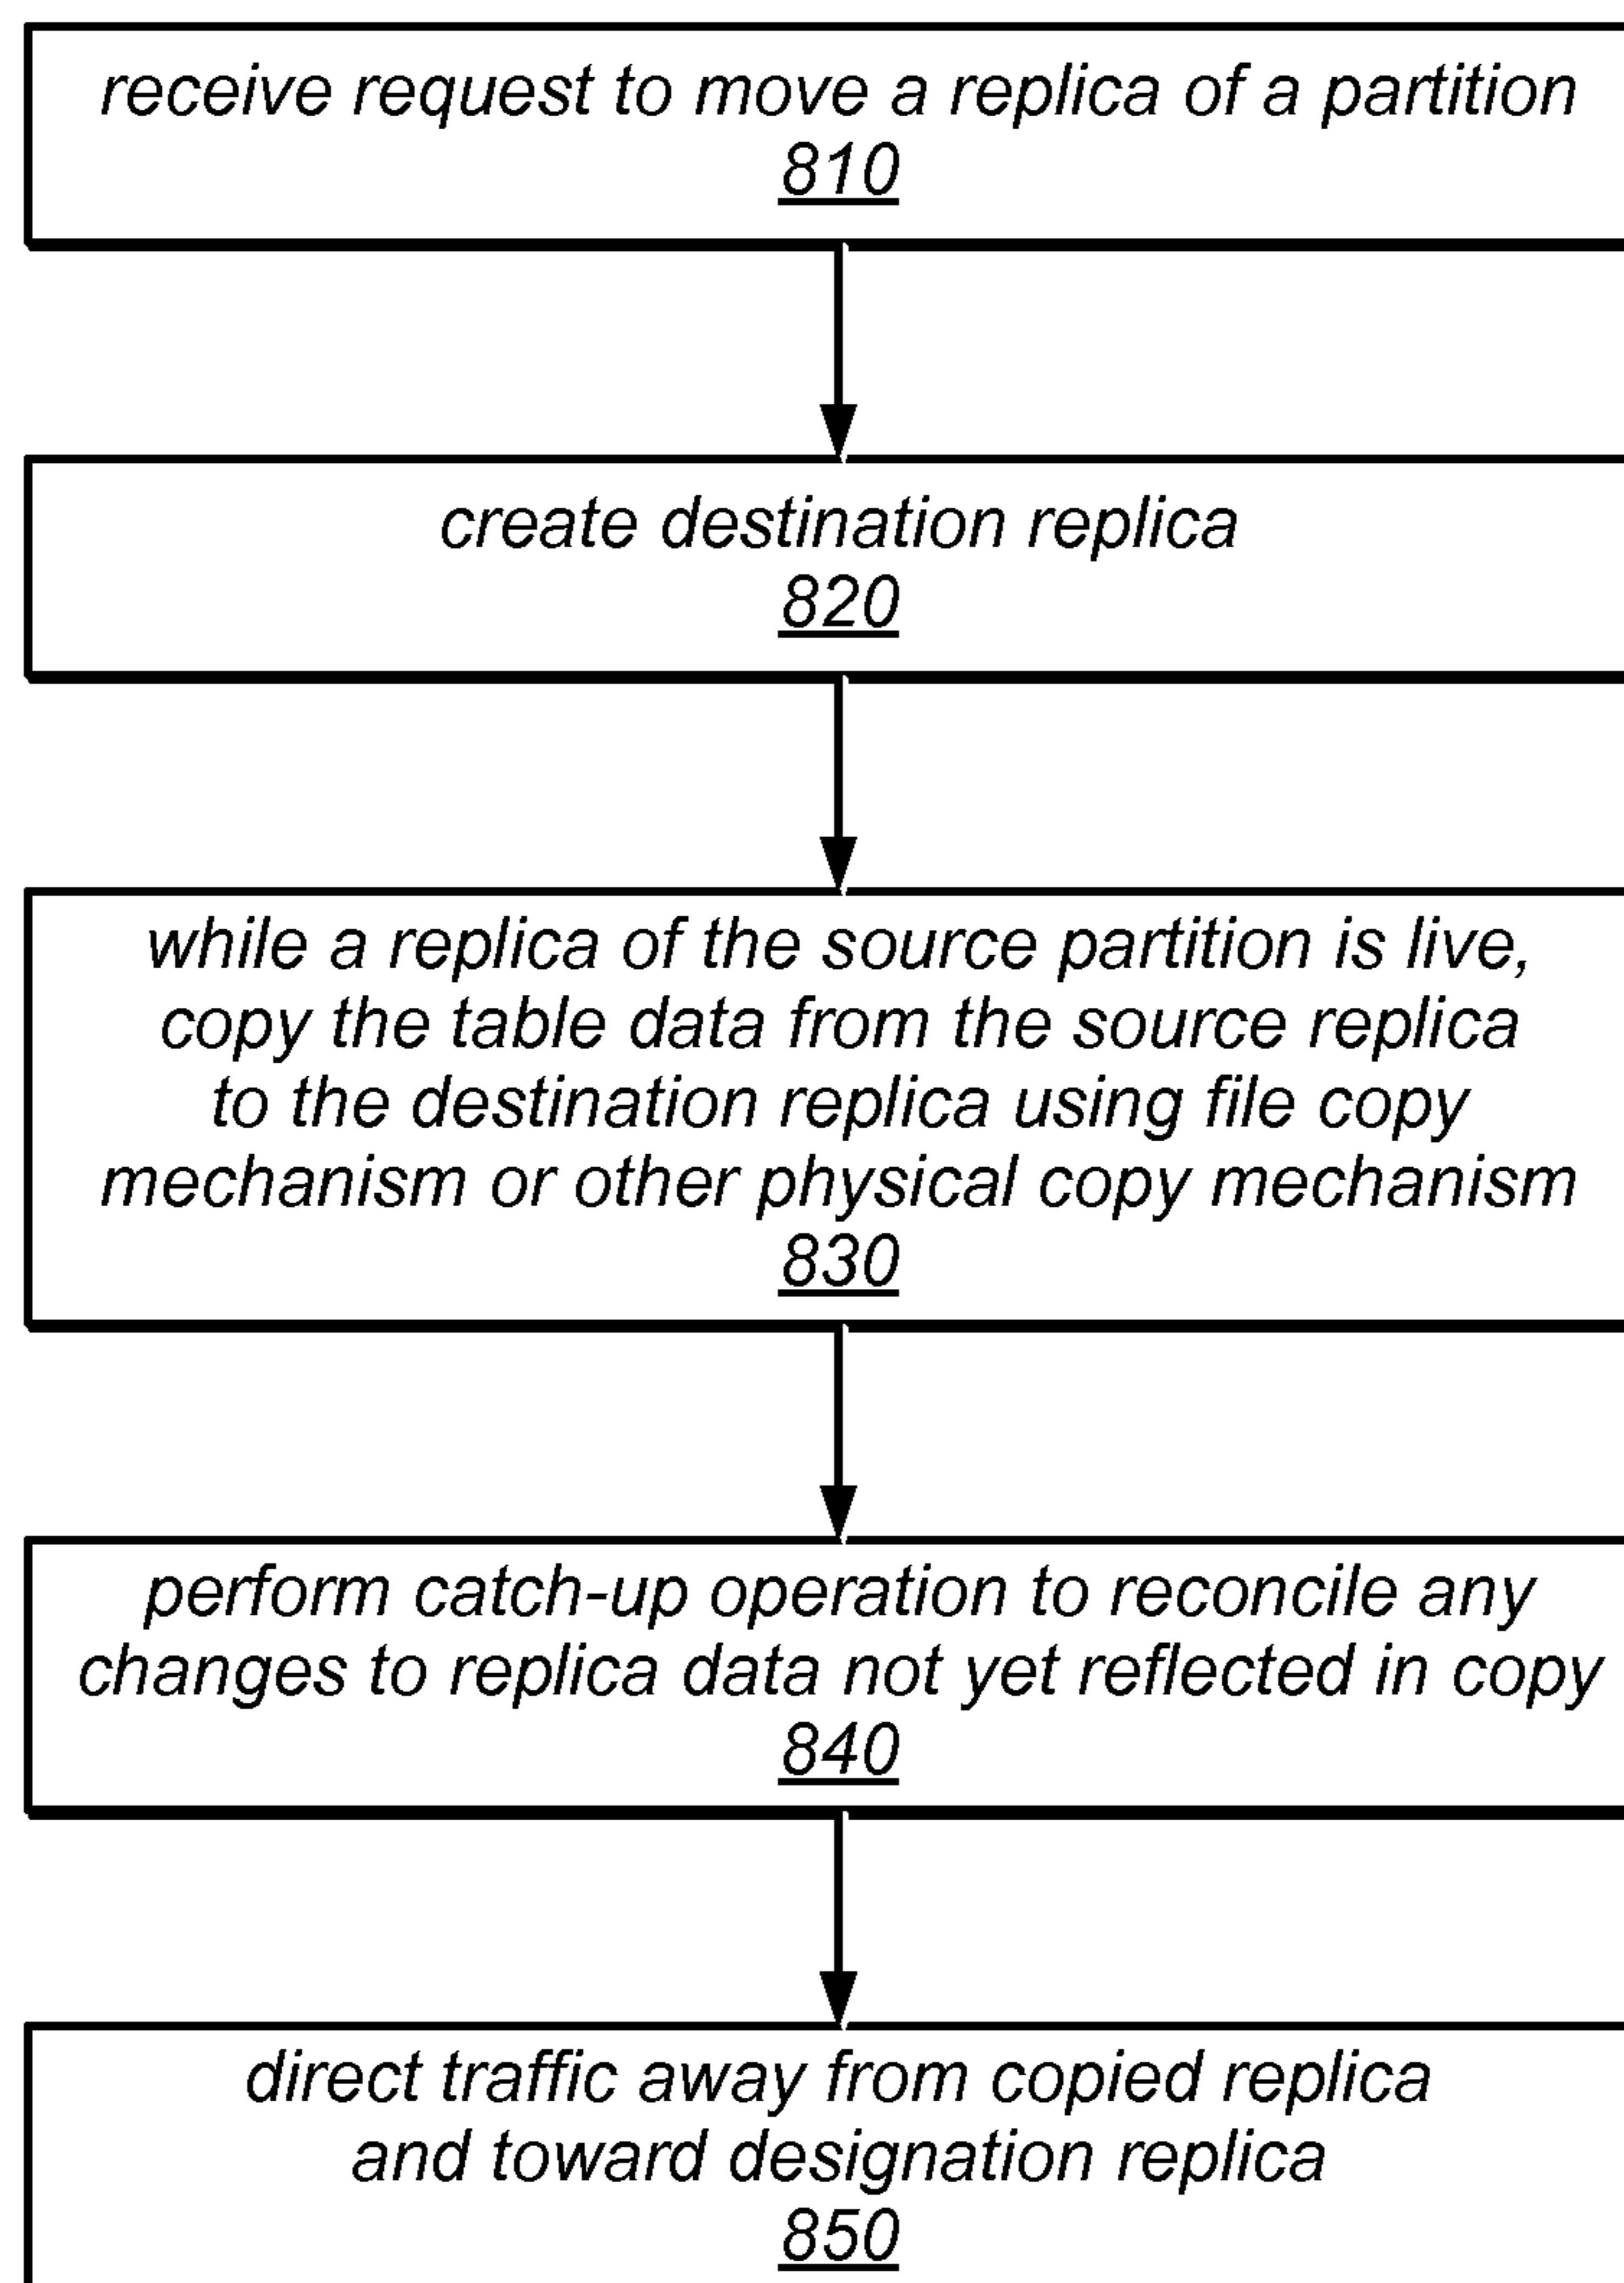 receive request to move a replica of a partition
810
create destination replica
820
while a replica of the source partition is live,
copy the table data from the source replica
to the destination replica using file copy
mechanism or other physical copy mechanism
830
perform catch-up operation to reconcile any
changes to replica data not yet reflected in copy
840
direct traffic away from copied replica
and toward designation replica
850